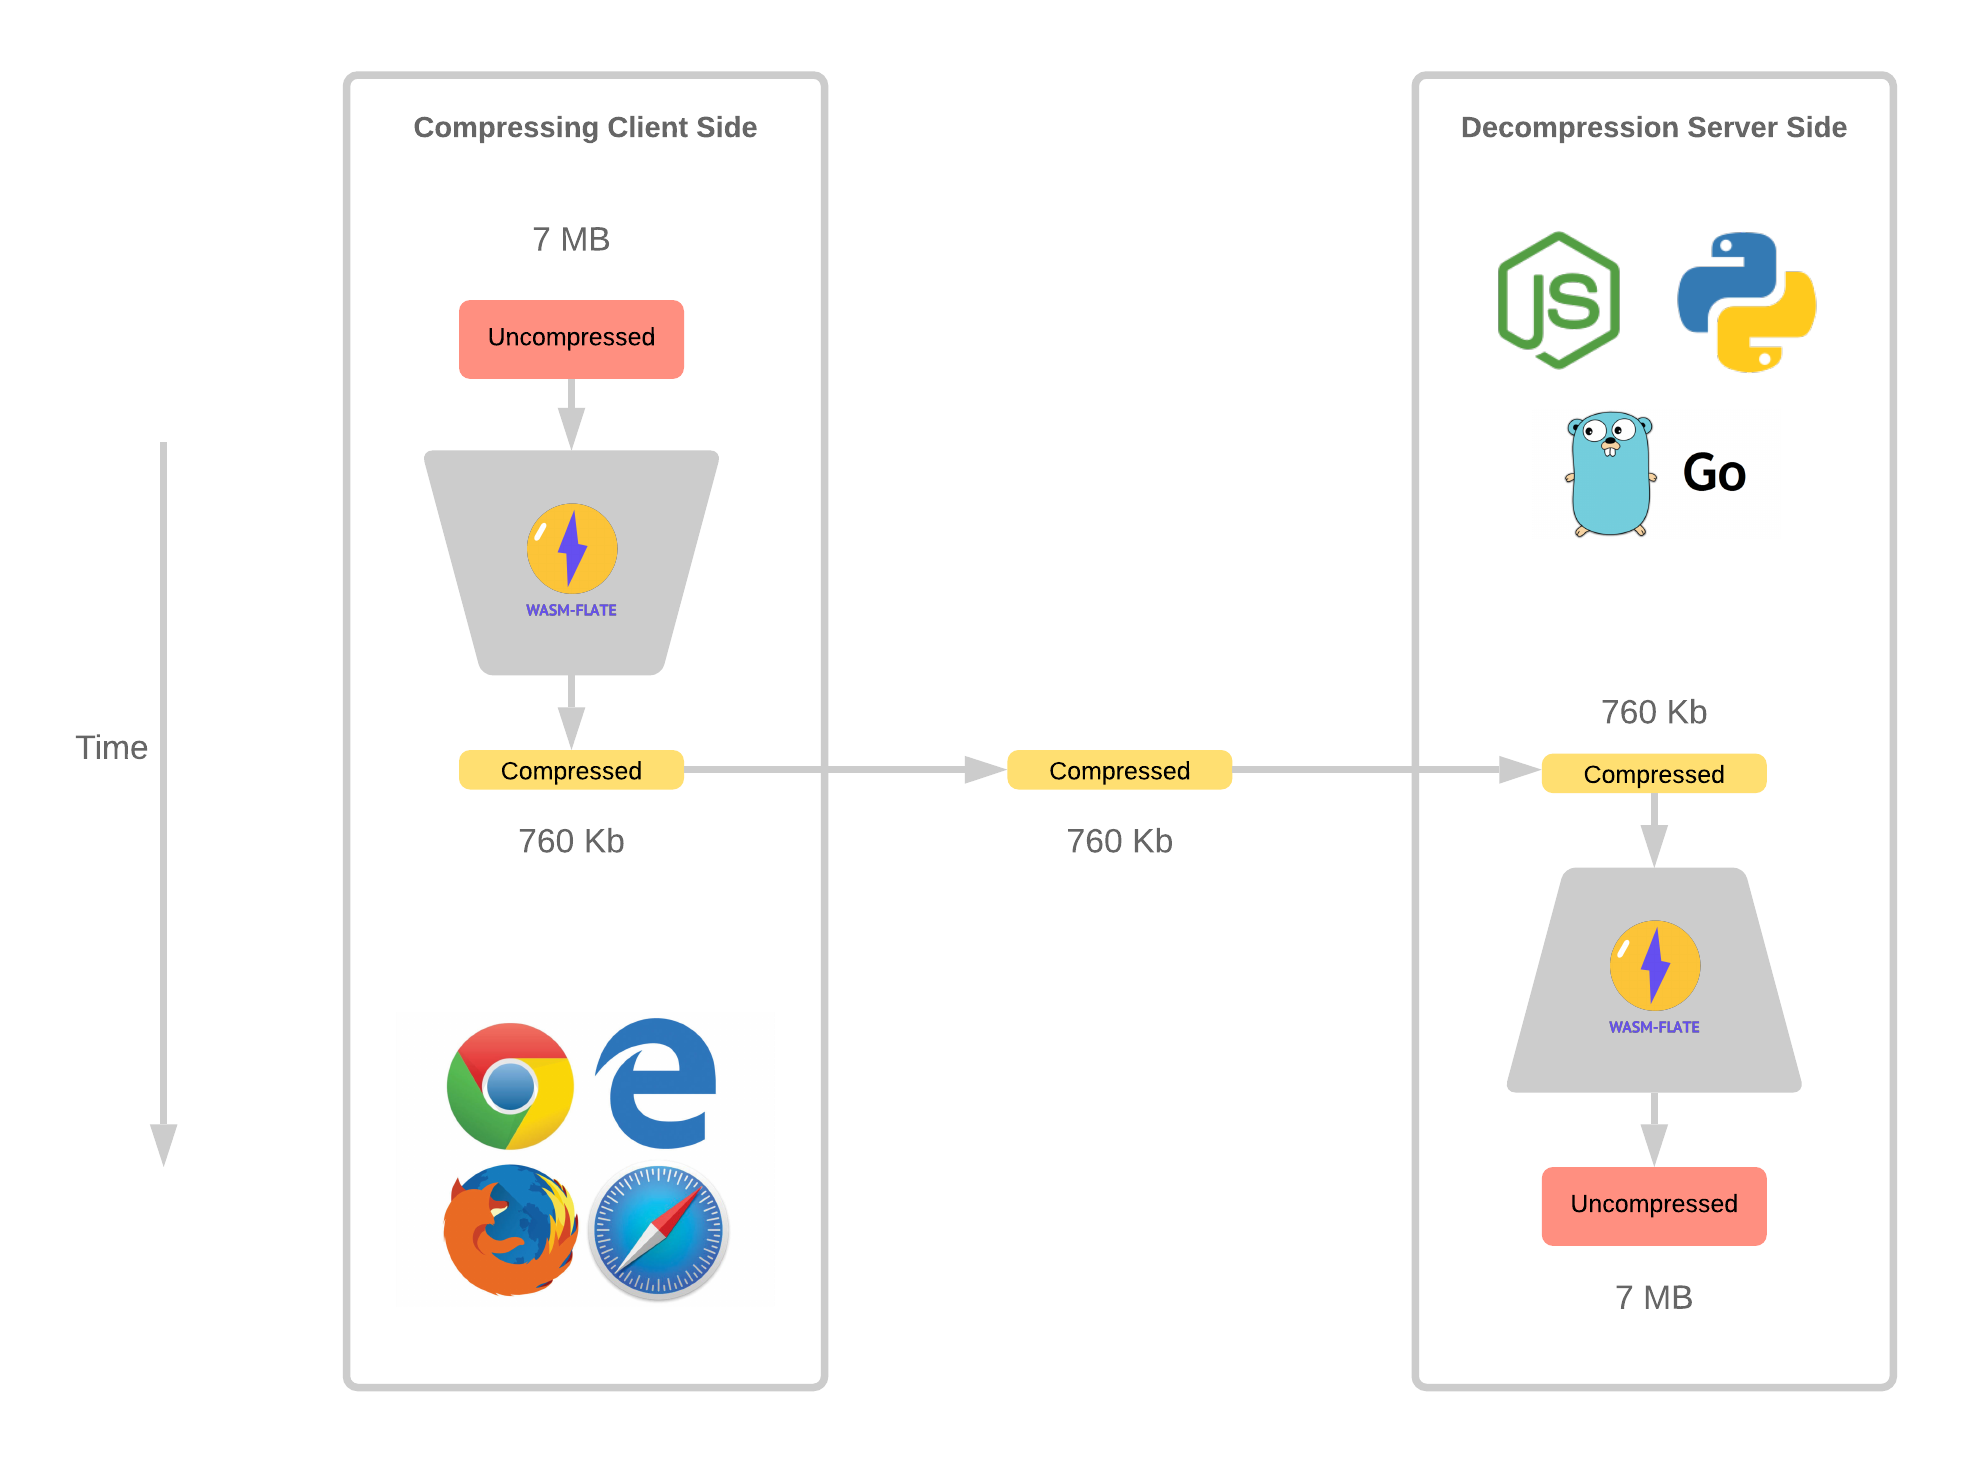 Compressing Client Side
7 MB
Uncompressed
WASM-FLATE
Compressed
760 Kb
Time
Compressed
760 Kb
Decompression Server Side
JS
Go
760 Kb
Compressed
WASM-FLATE
Uncompressed
7 MB